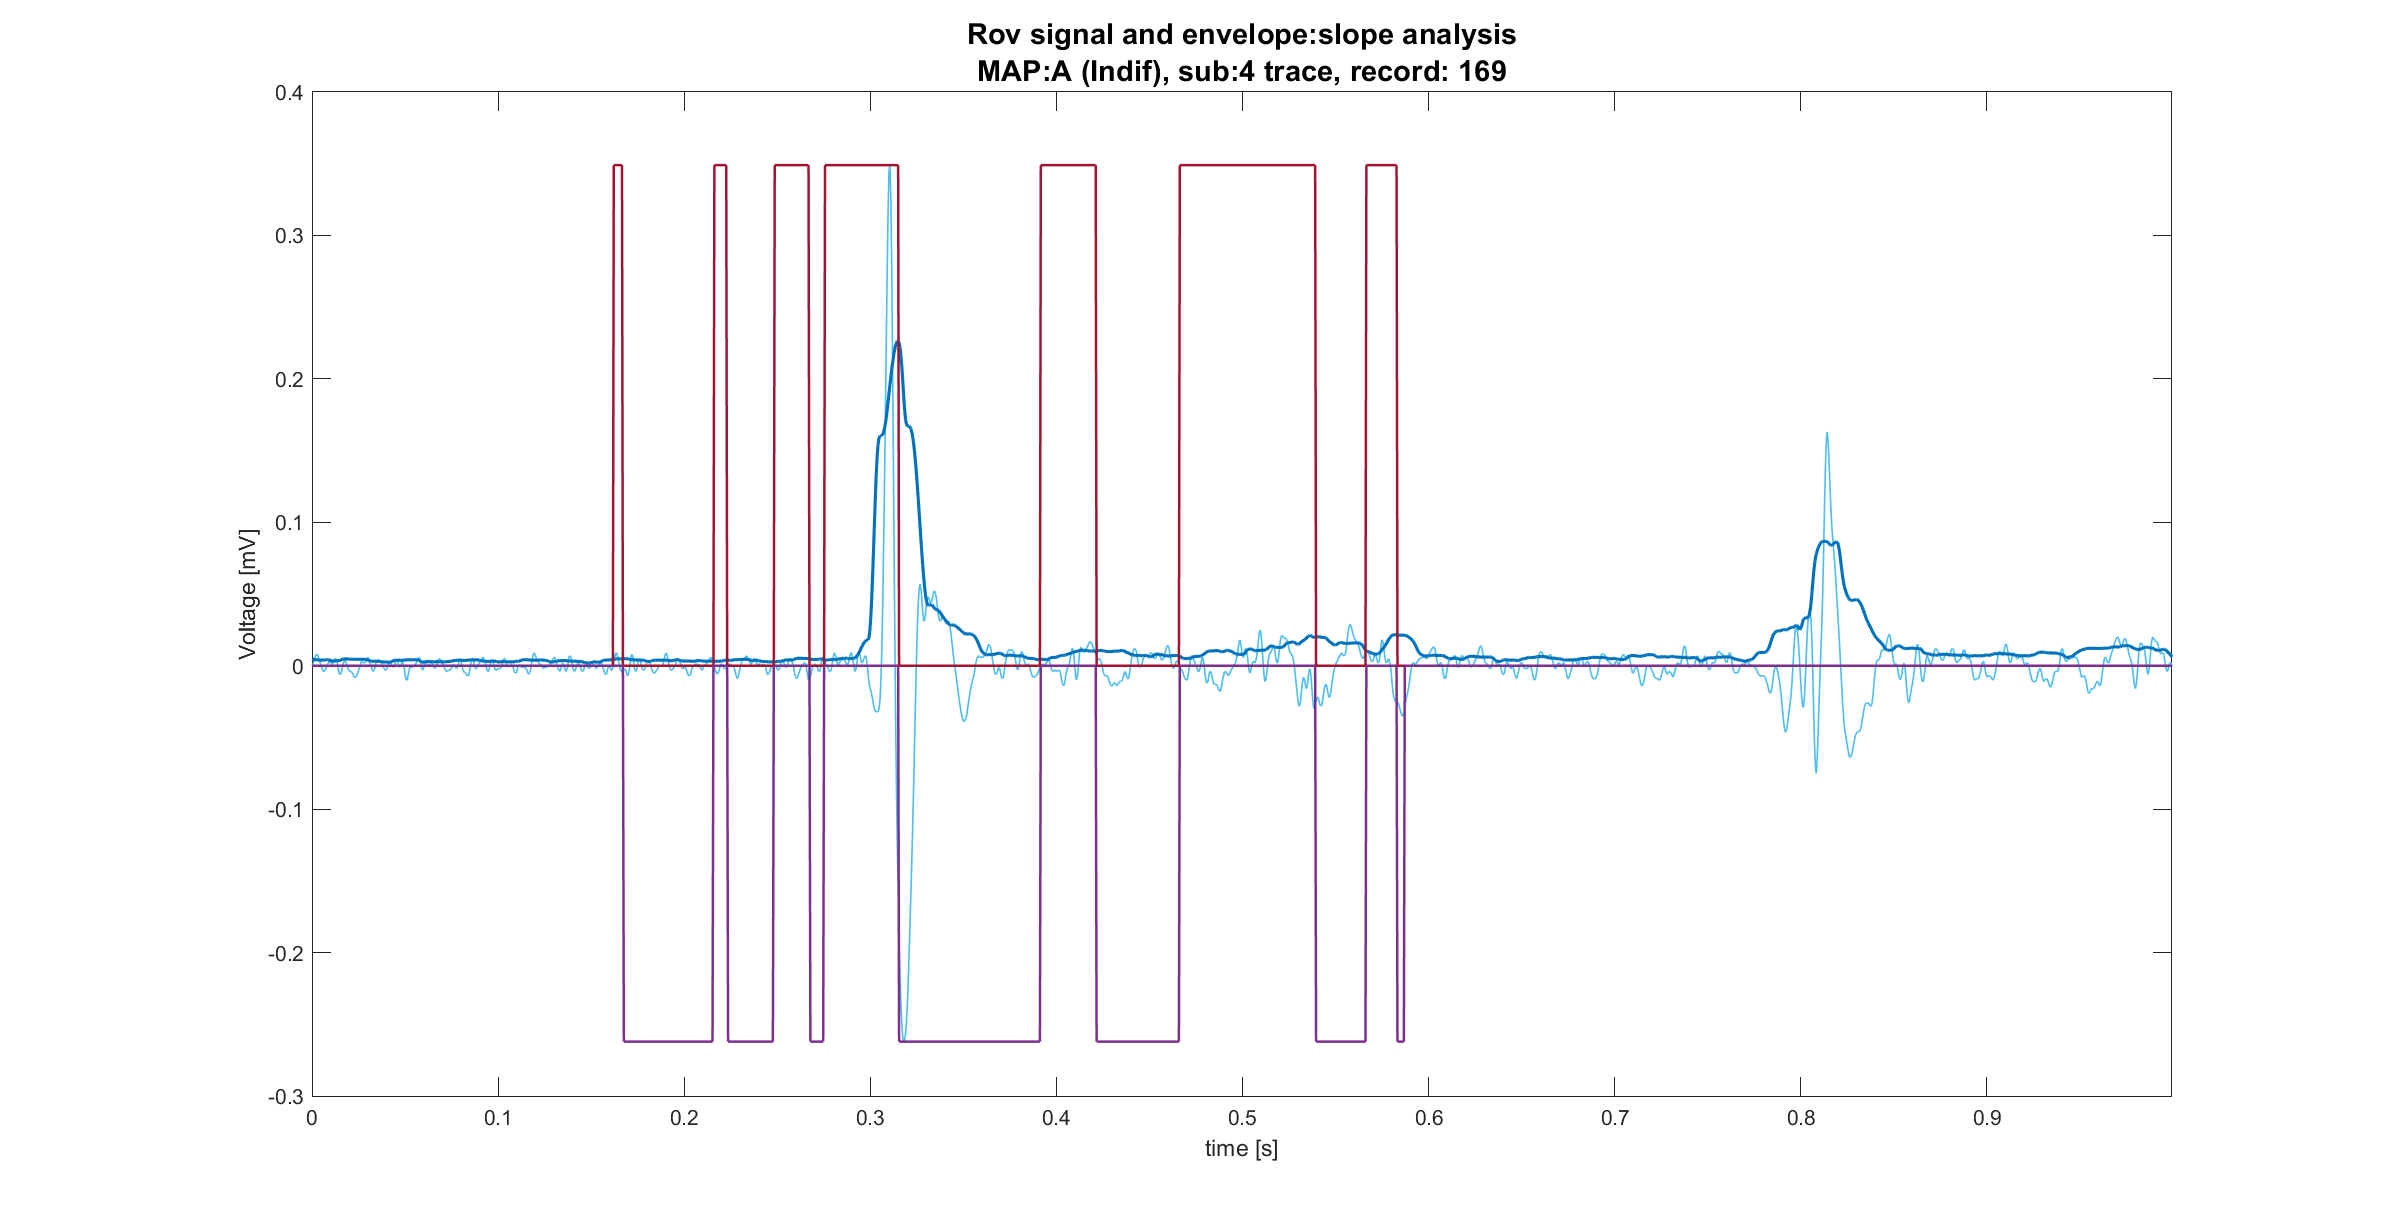 Rov signal and envelope:slope analysis
MAP:A (Indif), sub:4 trace, record: 169
0.4
0.3
0.2
0.1
0
-0.1
-0.2
-0.3
Voltage [mV]
0 0.1 0.2 0.3 0.4 0.5 0.6 0.7 0.8 0.9
time [s]